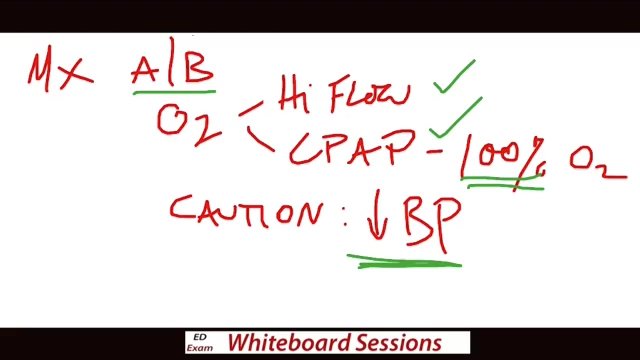 MX A/B
O2 Hi Flow
CPAP - 100% O2
CAUTION: ↓ BP
ED
Exam
Whiteboard Sessions